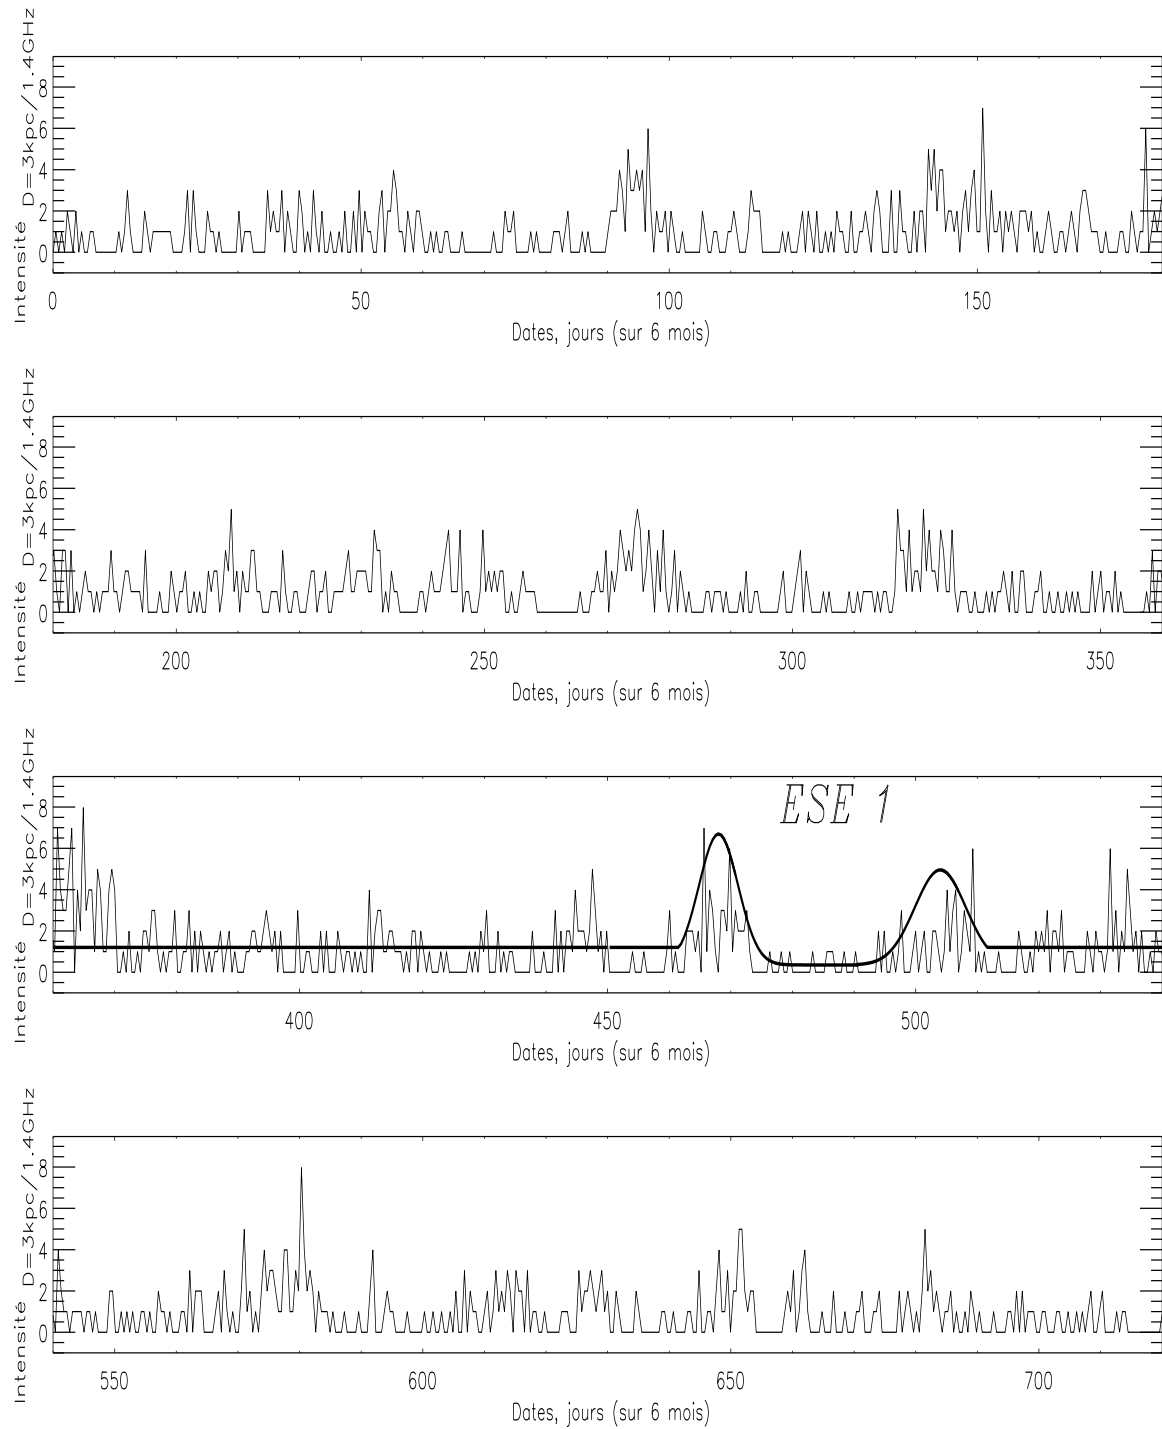 Intensité D=3kpc/1.4GHz
8
6
4
2
0
0 50 100 150
Dates, jours (sur 6 mois)
Intensité D=3kpc/1.4GHz
8
6
4
2
0
200 250 300 350
Dates, jours (sur 6 mois)
Intensité D=3kpc/1.4GHz
ESE 1
8
6
4
2
0
400 450 500
Dates, jours (sur 6 mois)
Intensité D=3kpc/1.4GHz
8
6
4
2
0
550 600 650 700
Dates, jours (sur 6 mois)